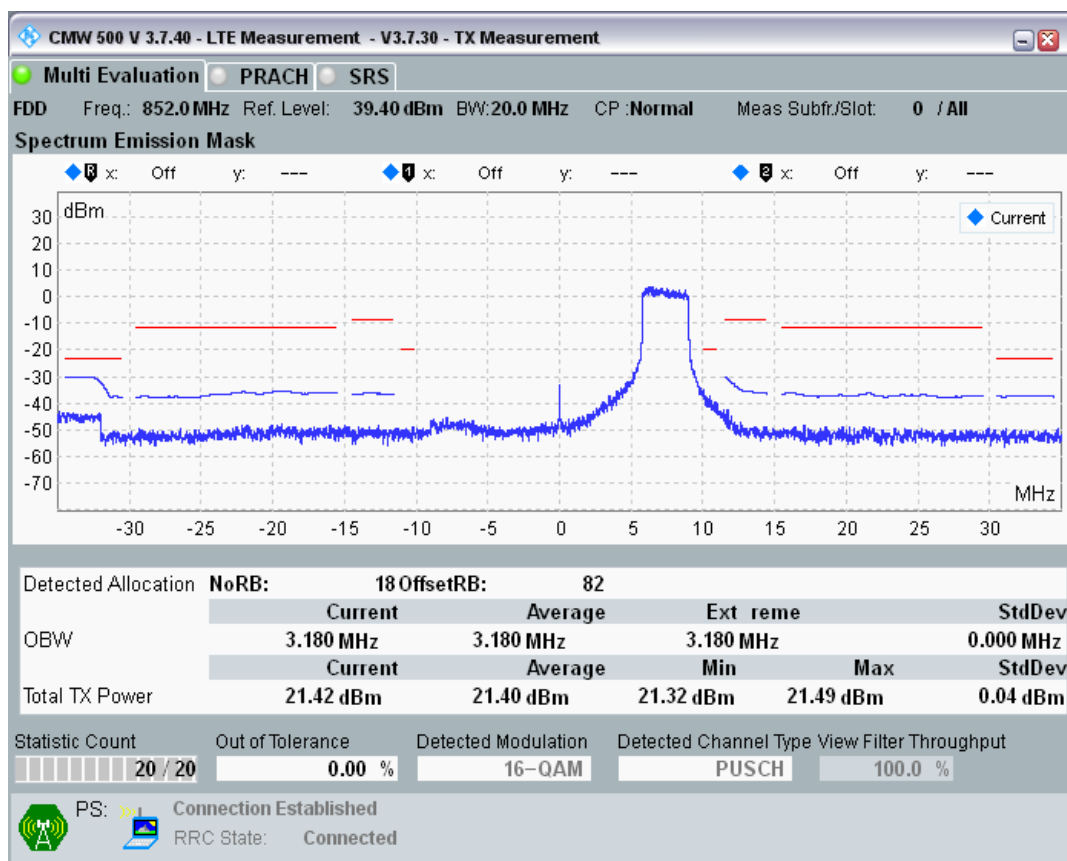 CMW 500 V 3.7.40 - LTE Measurement - V3.7.30 - TX Measurement
Multi Evaluation PRACH SRS
FDD Freq.: 852.0 MHz Ref. Level: 39.40 dBm BW:20.0 MHz CP :Normal Meas Subfr./Slot: 0 / All
Spectrum Emission Mask
R x: Off y: --- 1 x: Off y: --- 2 x: Off y: ---
dBm
Current
30
20
10
0
-10
-20
-30
-40
-50
-60
-70
MHz
-30 -25 -20 -15 -10 -5 0 5 10 15 20 25 30
Detected Allocation NoRB: 18 OffsetRB: 82
Current Average Ext reme StdDev
OBW 3.180 MHz 3.180 MHz 3.180 MHz 0.000 MHz
Current Average Min Max StdDev
Total TX Power 21.42 dBm 21.40 dBm 21.32 dBm 21.49 dBm 0.04 dBm
Statistic Count Out of Tolerance Detected Modulation Detected Channel Type View Filter Throughput
20 / 20 0.00 % 16-QAM PUSCH 100.0 %
PS: Connection Established
RRC State: Connected